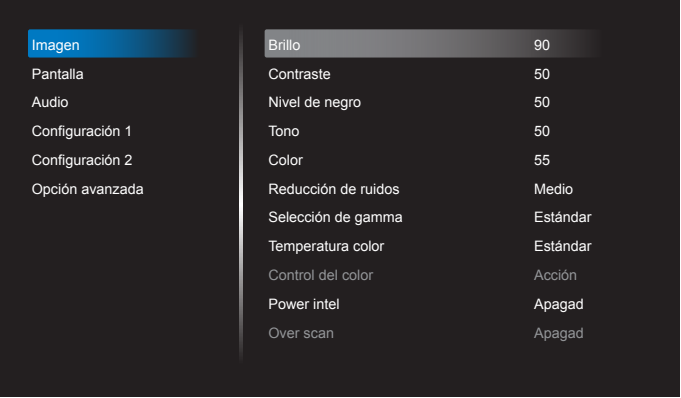 Imagen
Pantalla
Audio
Configuración 1
Configuración 2
Opción avanzada
Brillo 90
Contraste 50
Nivel de negro 50
Tono 50
Color 55
Reducción de ruidos Medio
Selección de gamma Estándar
Temperatura color Estándar
Control del color Acción
Power intel Apagad
Over scan Apagad